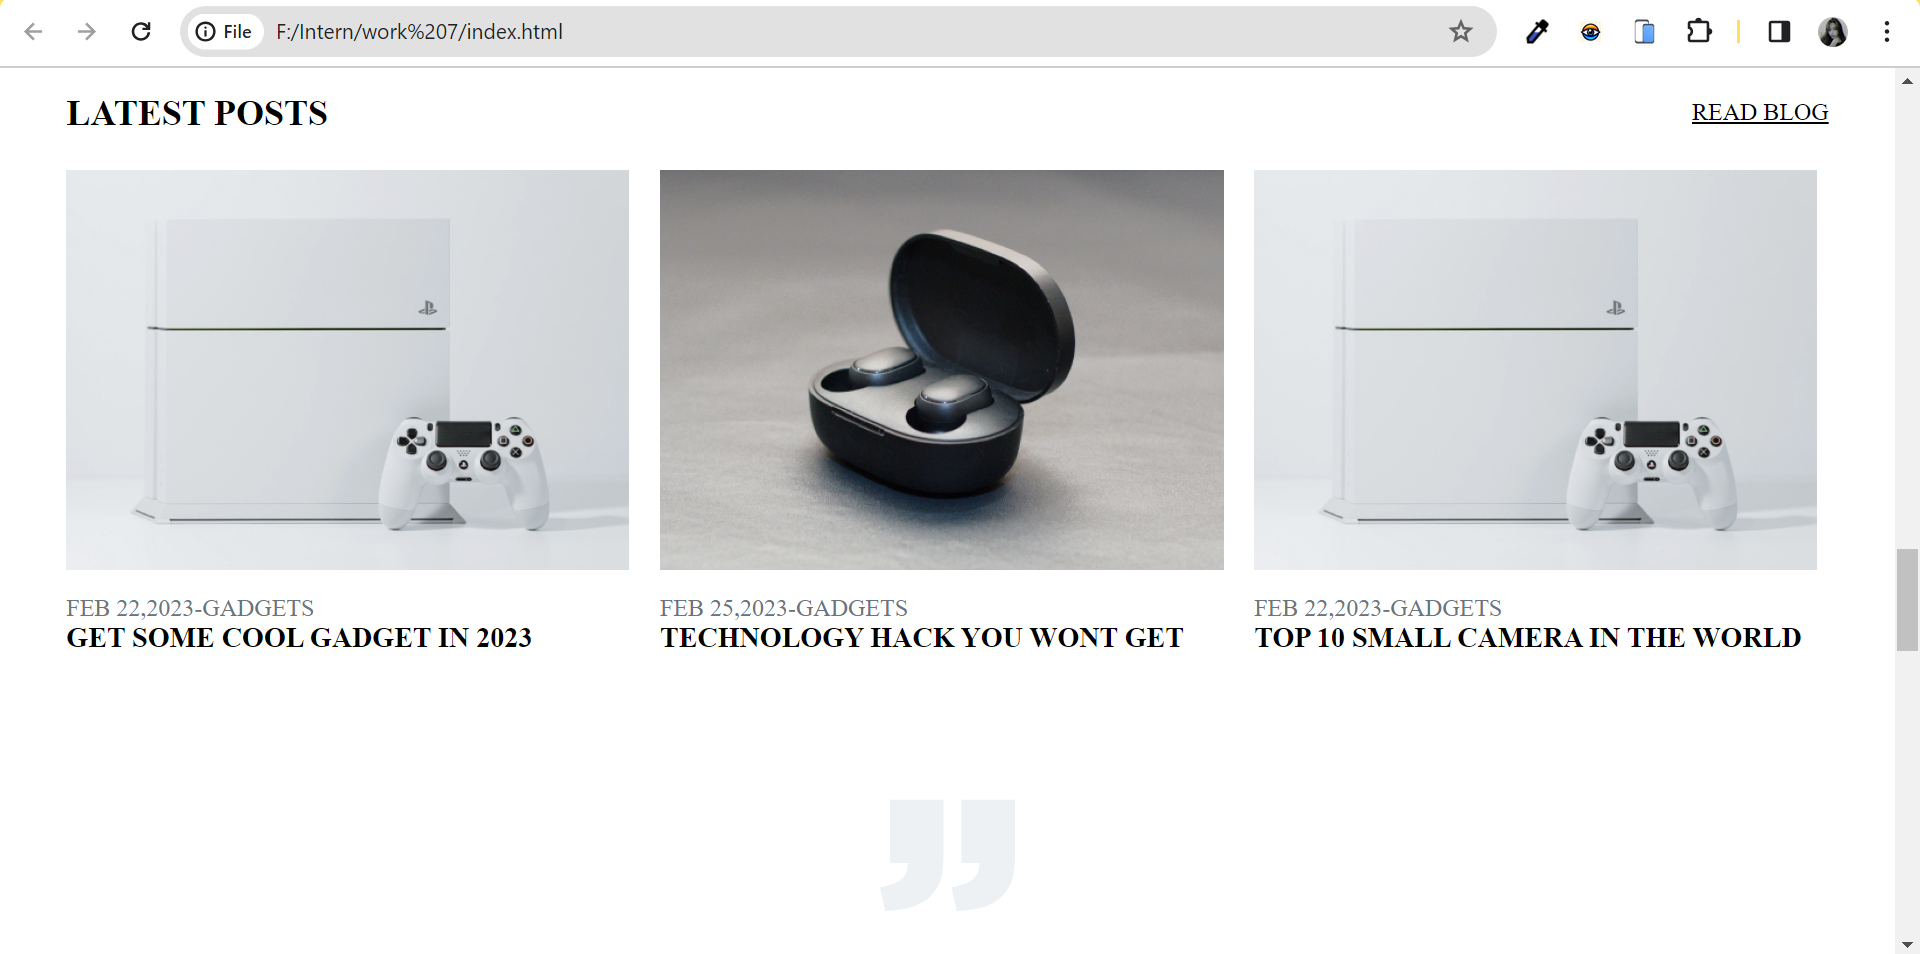 File F:/Intern/work%207/index.html
LATEST POSTS
READ BLOG
FEB 22,2023-GADGETS
GET SOME COOL GADGET IN 2023
FEB 25,2023-GADGETS
TECHNOLOGY HACK YOU WONT GET
FEB 22,2023-GADGETS
TOP 10 SMALL CAMERA IN THE WORLD